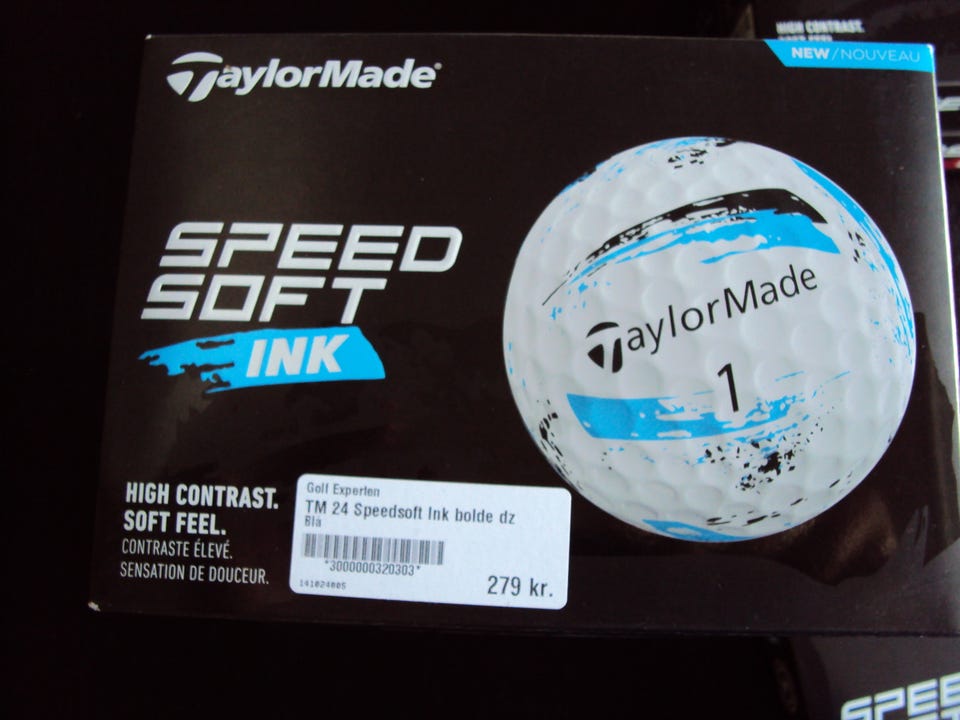 TaylorMade
NEW/NOUVEAU
HIGH CONTRAST.
SPEED
SOFT
INK
TaylorMade
1
HIGH CONTRAST.
SOFT FEEL.
CONTRASTE ÉLEVÉ.
SENSATION DE DOUCEUR.
Golf Experten
TM 24 Speedsoft Ink bolde dz
Blå
*3000000320303*
141024005
279 kr.
SPEE